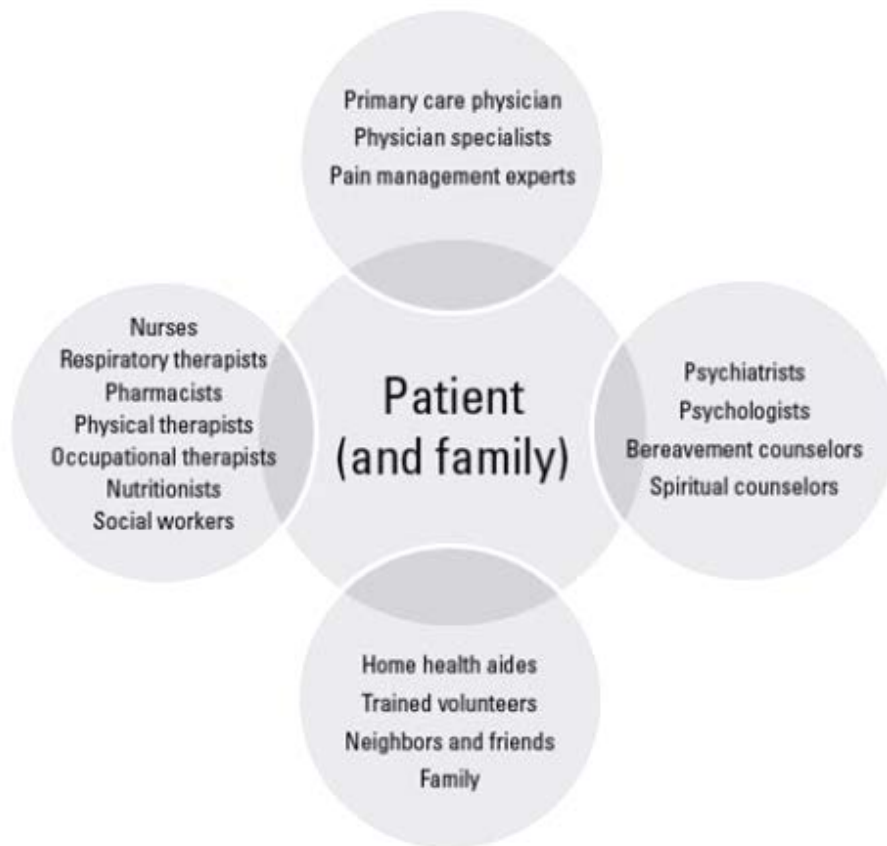 Primary care physician
Physician specialists
Pain management experts
Nurses
Respiratory therapists
Pharmacists
Physical therapists
Occupational therapists
Nutritionists
Social workers
Patient
(and family)
Psychiatrists
Psychologists
Bereavement counselors
Spiritual counselors
Home health aides
Trained volunteers
Neighbors and friends
Family